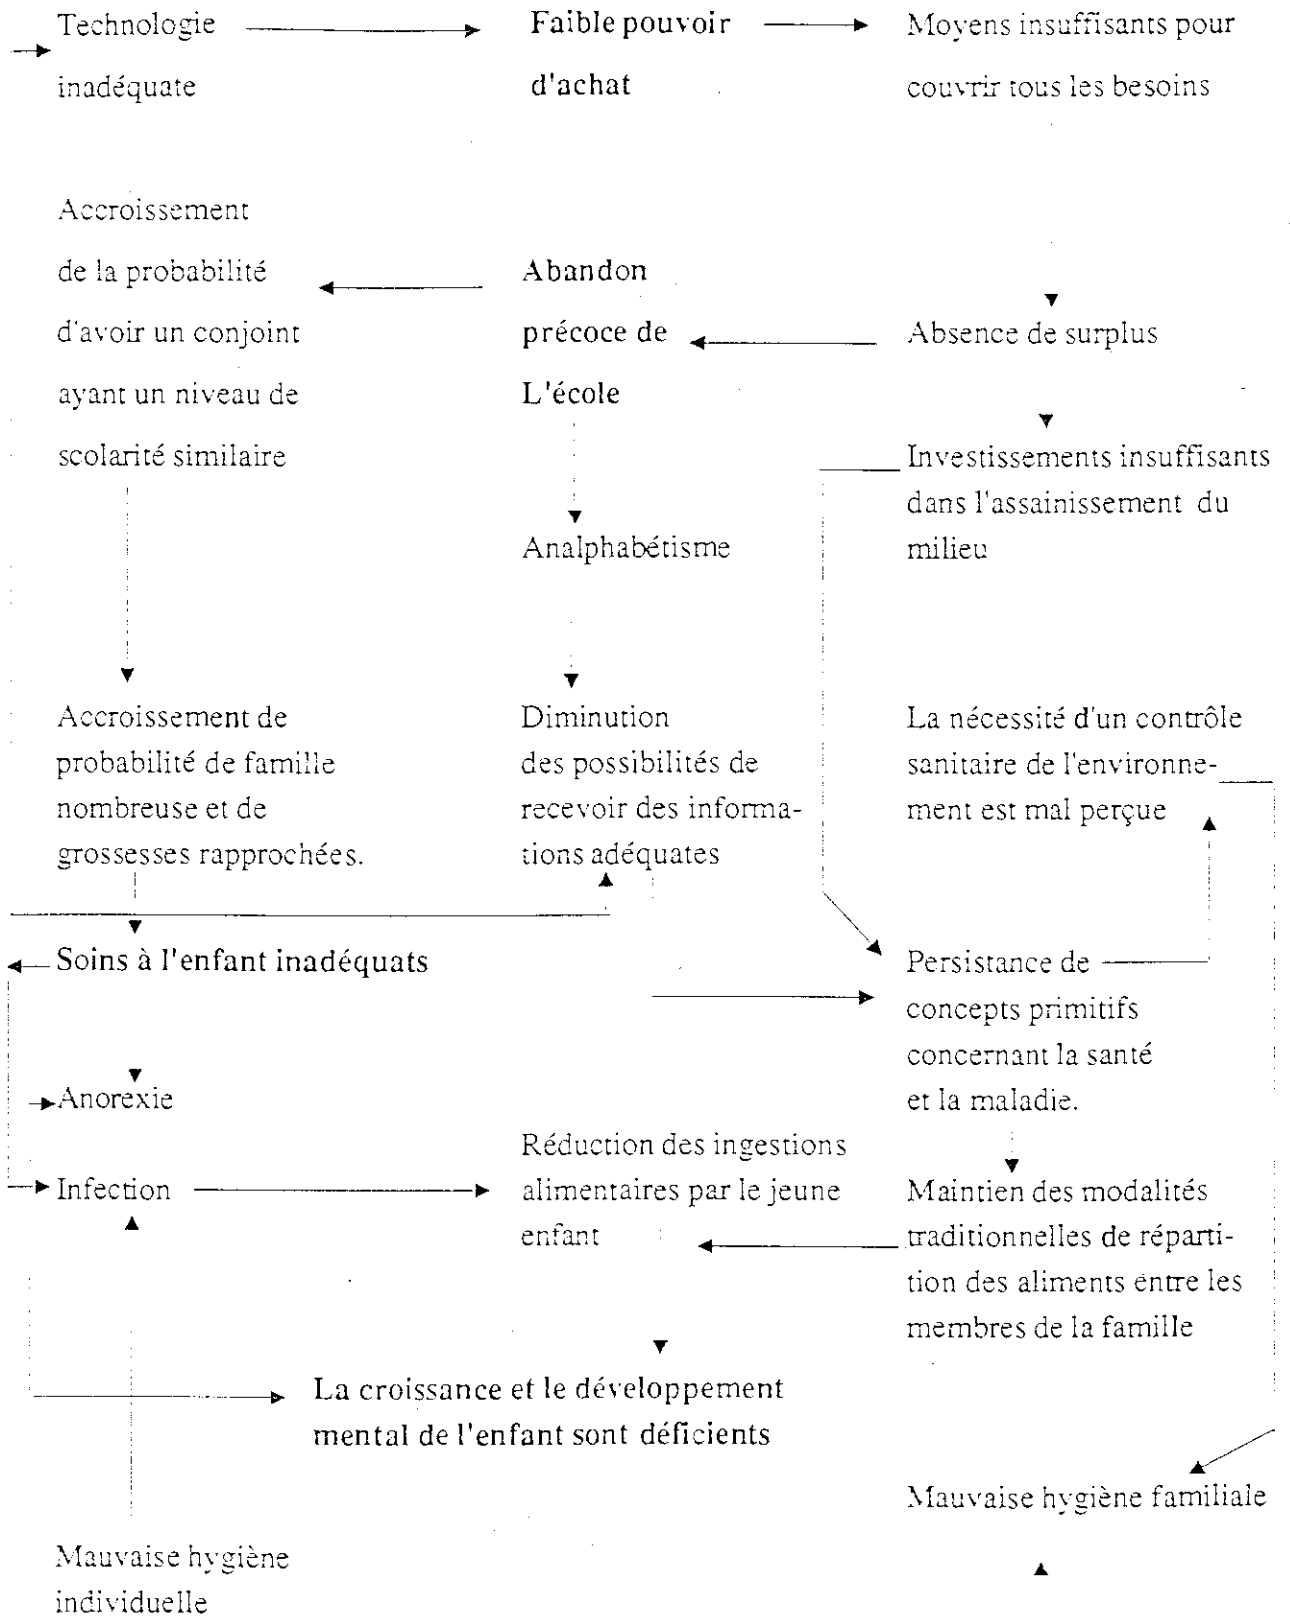 Technologie
inadéquate
Faible pouvoir
d'achat
Moyens insuffisants pour
couvrir tous les besoins
Accroissement
de la probabilité
d'avoir un conjoint
ayant un niveau de
scolarité similaire
Abandon
précoce de
L'école
Absence de surplus
Investissements insuffisants
dans l'assainissement du
milieu
Analphabétisme
Accroissement de
probabilité de famille
nombreuse et de
grossesses rapprochées.
Diminution
des possibilités de
recevoir des informa-
tions adéquates
La nécessité d'un contrôle
sanitaire de l'environne-
ment est mal perçue
Soins à l'enfant inadéquats
Persistance de
concepts primitifs
concernant la santé
et la maladie.
Anorexie
Infection
Réduction des ingestions
alimentaires par le jeune
enfant
Maintien des modalités
traditionnelles de réparti-
tion des aliments entre les
membres de la famille
La croissance et le développement
mental de l'enfant sont déficients
Mauvaise hygiène familiale
Mauvaise hygiène
individuelle